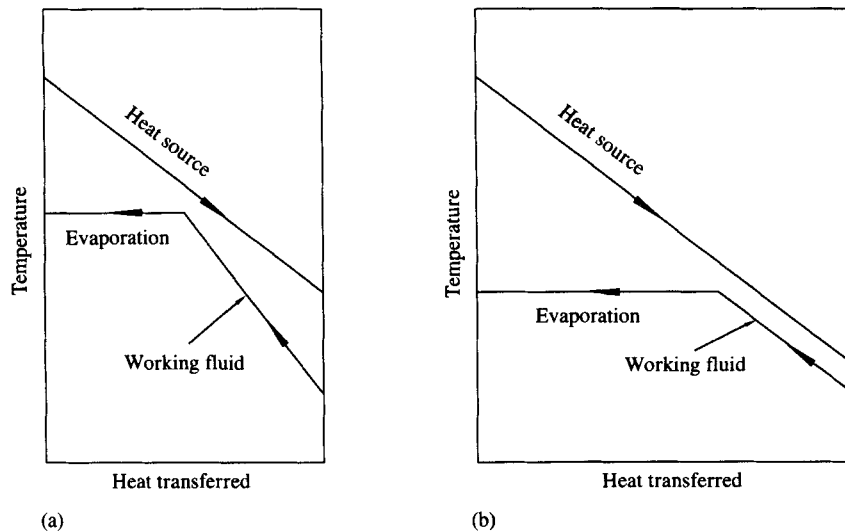 Heat source
Temperature
Evaporation
Working fluid
Heat transferred
(a)
Heat source
Temperature
Evaporation
Working fluid
Heat transferred
(b)